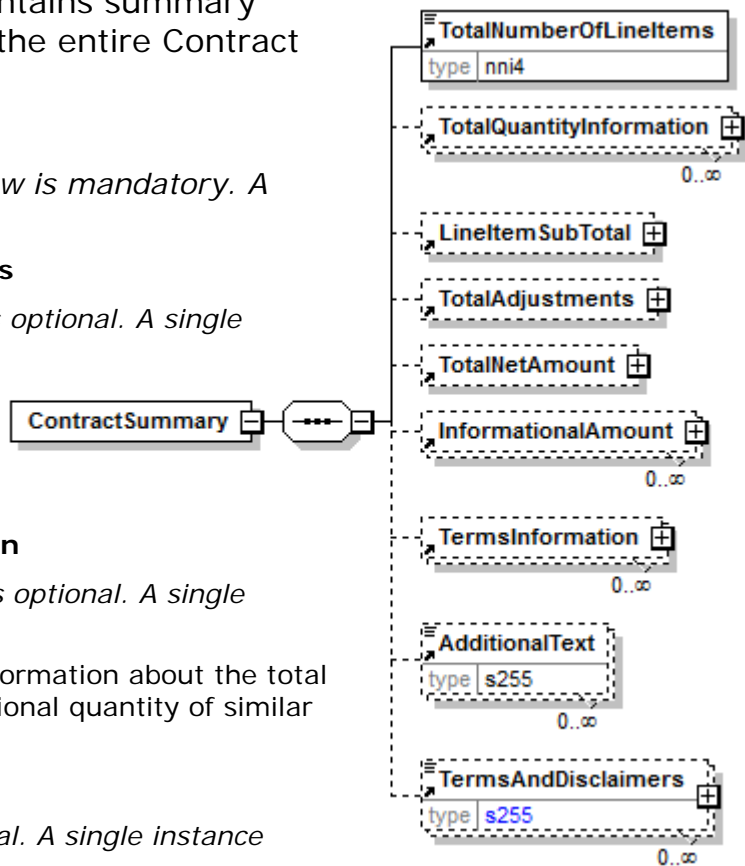 ntains summary
the entire Contract
w is mandatory. A
s
optional. A single
n
s optional. A single
formation about the total
ional quantity of similar
al. A single instance
ContractSummary
TotalNumberOfLineItems
type nni4
TotalQuantityInformation
0..∞
LineItemSubTotal
TotalAdjustments
TotalNetAmount
InformationalAmount
0..∞
TermsInformation
0..∞
AdditionalText
type s255
0..∞
TermsAndDisclaimers
type s255
0..∞